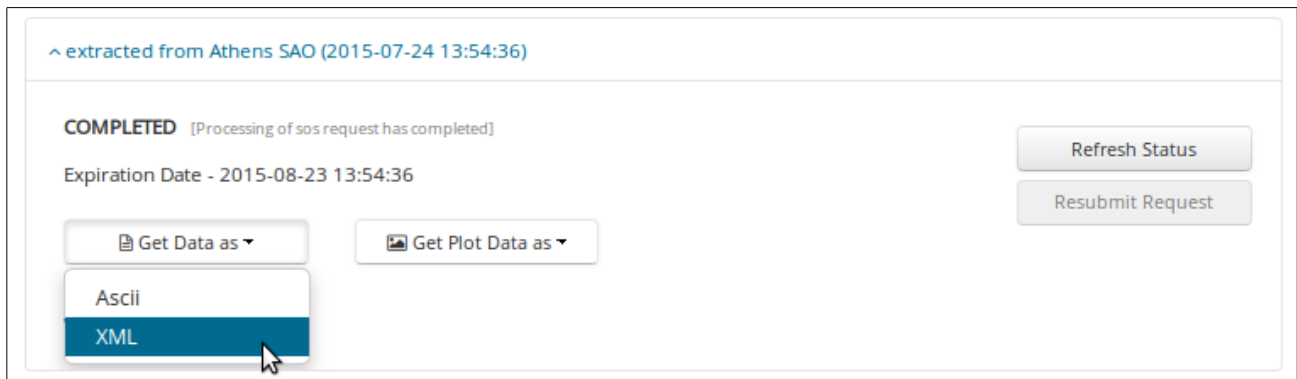 extracted from Athens SAO (2015-07-24 13:54:36)
COMPLETED [Processing of sos request has completed]
Expiration Date - 2015-08-23 13:54:36
Refresh Status
Resubmit Request
Get Data as
Get Plot Data as
Ascii
XML